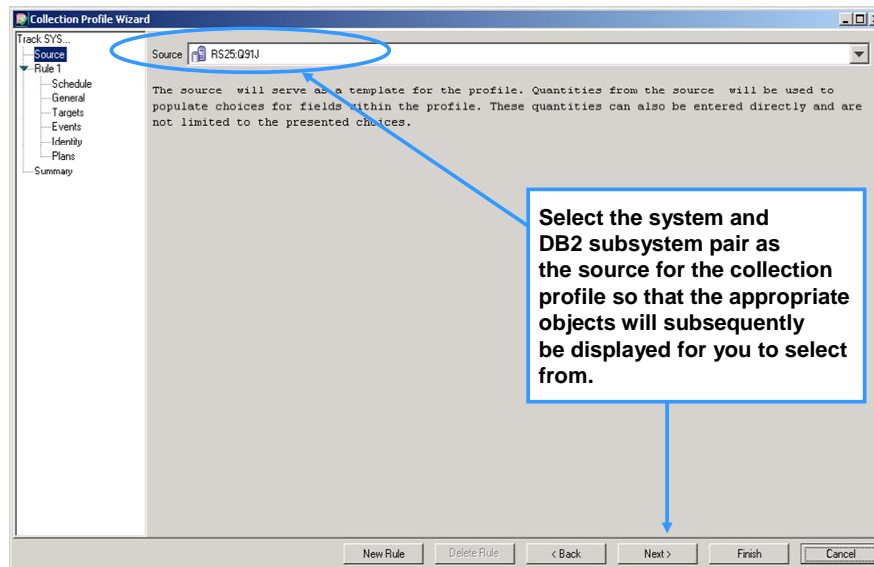 Collection Profile Wizard
Track SYS...
Source
Rule 1
Schedule
General
Targets
Events
Identity
Plans
Summary
Source RS25:Q91J
The source will serve as a template for the profile. Quantities from the source will be used to
populate choices for fields within the profile. These quantities can also be entered directly and are
not limited to the presented choices.
Select the system and
DB2 subsystem pair as
the source for the collection
profile so that the appropriate
objects will subsequently
be displayed for you to select
from.
New Rule Delete Rule < Back Next > Finish Cancel